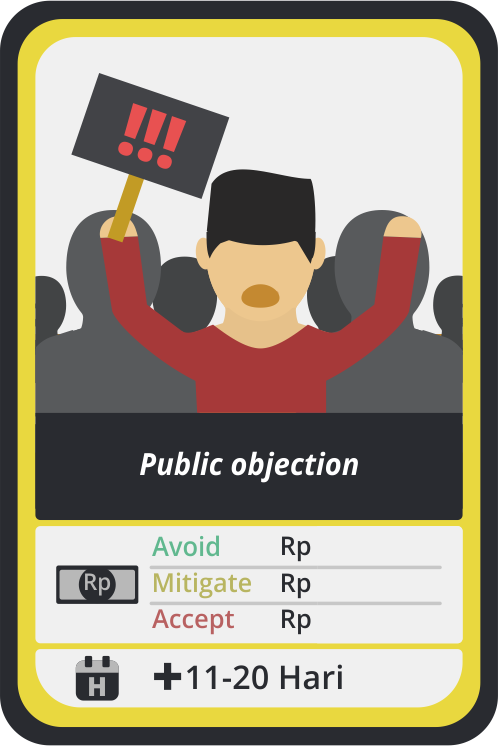 !!!
Public objection
Avoid Rp
Rp Mitigate Rp
Accept Rp
H +11-20 Hari